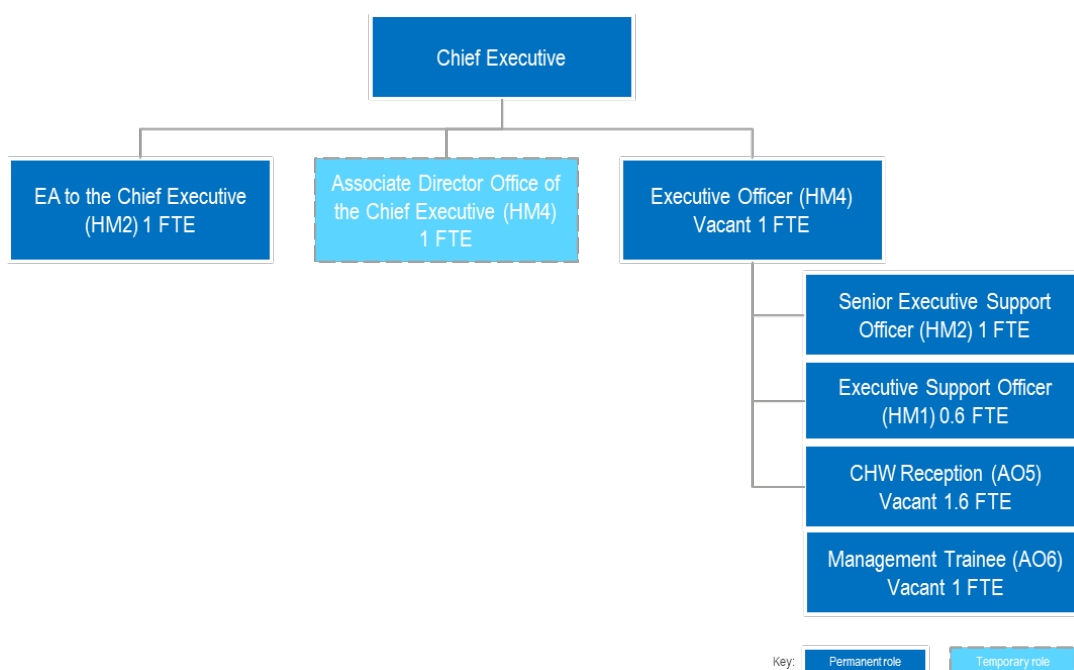 Chief Executive
EA to the Chief Executive
(HM2) 1 FTE
Associate Director Office of
the Chief Executive (HM4)
1 FTE
Executive Officer (HM4)
Vacant 1 FTE
Senior Executive Support
Officer (HM2) 1 FTE
Executive Support Officer
(HM1) 0.6 FTE
CHW Reception (AO5)
Vacant 1.6 FTE
Management Trainee (AO6)
Vacant 1 FTE
Key:
Permanent role
Temporary role